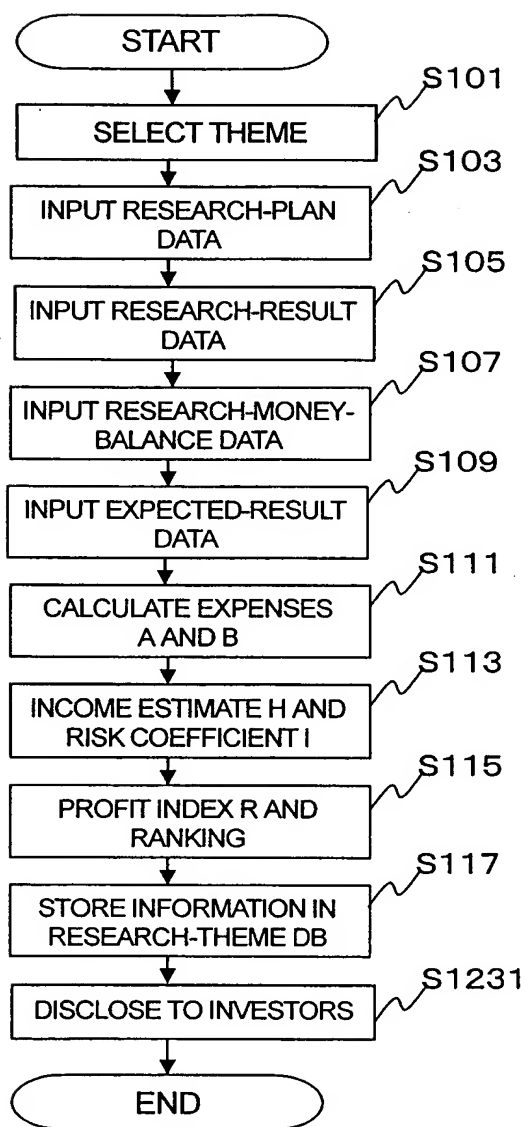 START
S101
SELECT THEME
S103
INPUT RESEARCH-PLAN
DATA
S105
INPUT RESEARCH-RESULT
DATA
S107
INPUT RESEARCH-MONEY-
BALANCE DATA
S109
INPUT EXPECTED-RESULT
DATA
S111
CALCULATE EXPENSES
A AND B
S113
INCOME ESTIMATE H AND
RISK COEFFICIENT I
S115
PROFIT INDEX R AND
RANKING
S117
STORE INFORMATION IN
RESEARCH-THEME DB
S1231
DISCLOSE TO INVESTORS
END